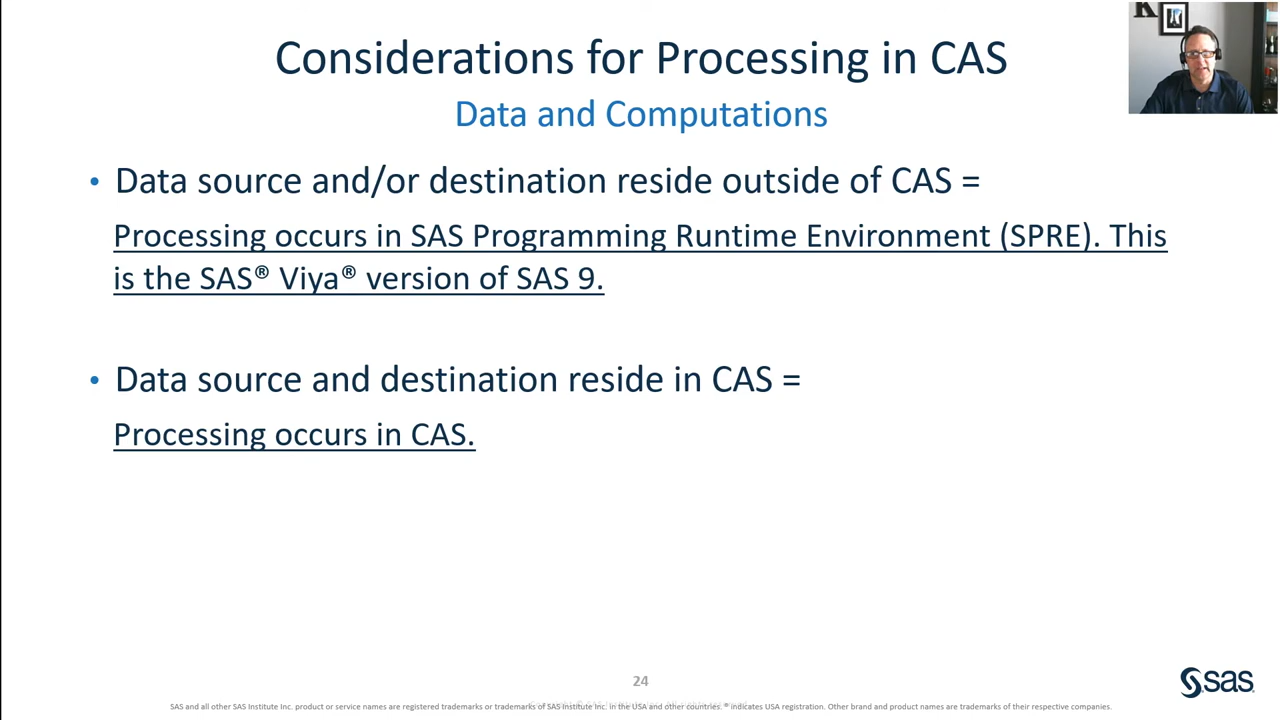 Considerations for Processing in CAS
Data and Computations
• Data source and/or destination reside outside of CAS =
Processing occurs in SAS Programming Runtime Environment (SPRE). This
is the SAS® Viya® version of SAS 9.
• Data source and destination reside in CAS =
Processing occurs in CAS.
24
SAS and all other SAS Institute Inc. product or service names are registered trademarks or trademarks of SAS Institute Inc. in the USA and other countries. ® indicates USA registration. Other brand and product names are trademarks of their respective companies.
sas